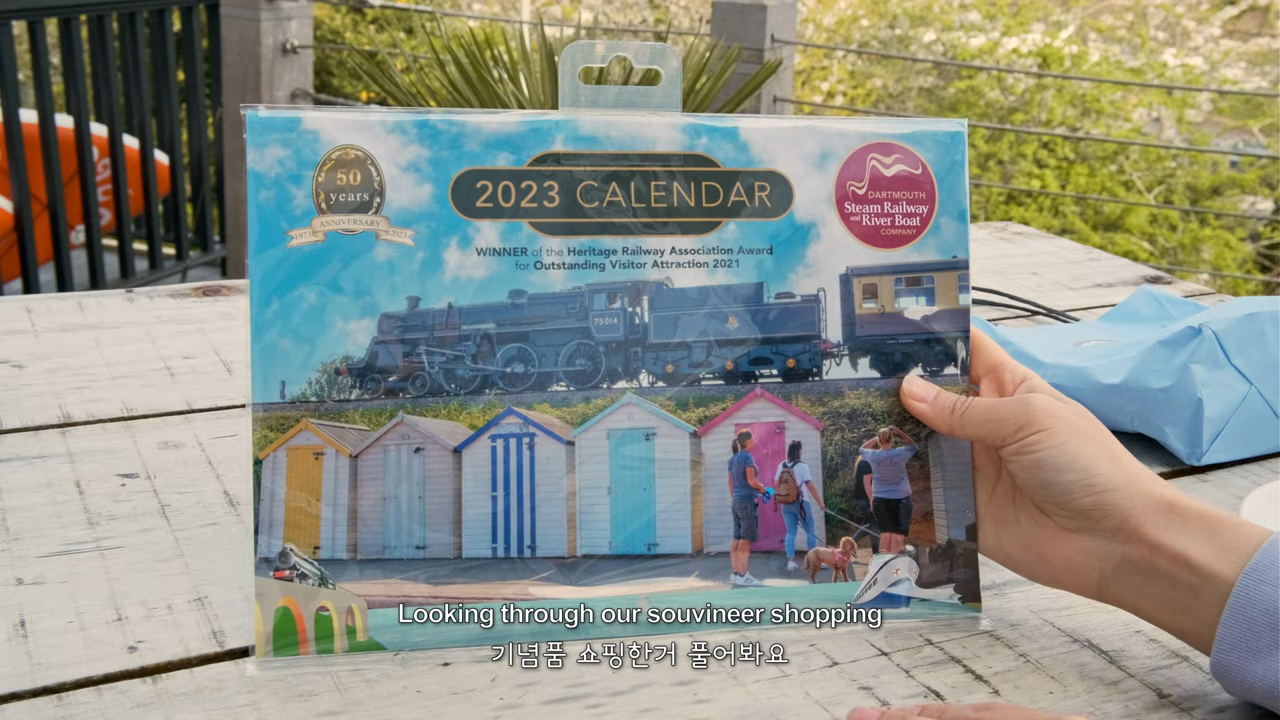 50
years
ANNIVERSARY
1973
2023
2023 CALENDAR
DARTMOUTH
Steam Railway
and River Boat
COMPANY
WINNER of the Heritage Railway Association Award
for Outstanding Visitor Attraction 2021
75014
Looking through our souvineer shopping
기념품 쇼핑한거 풀어봐요